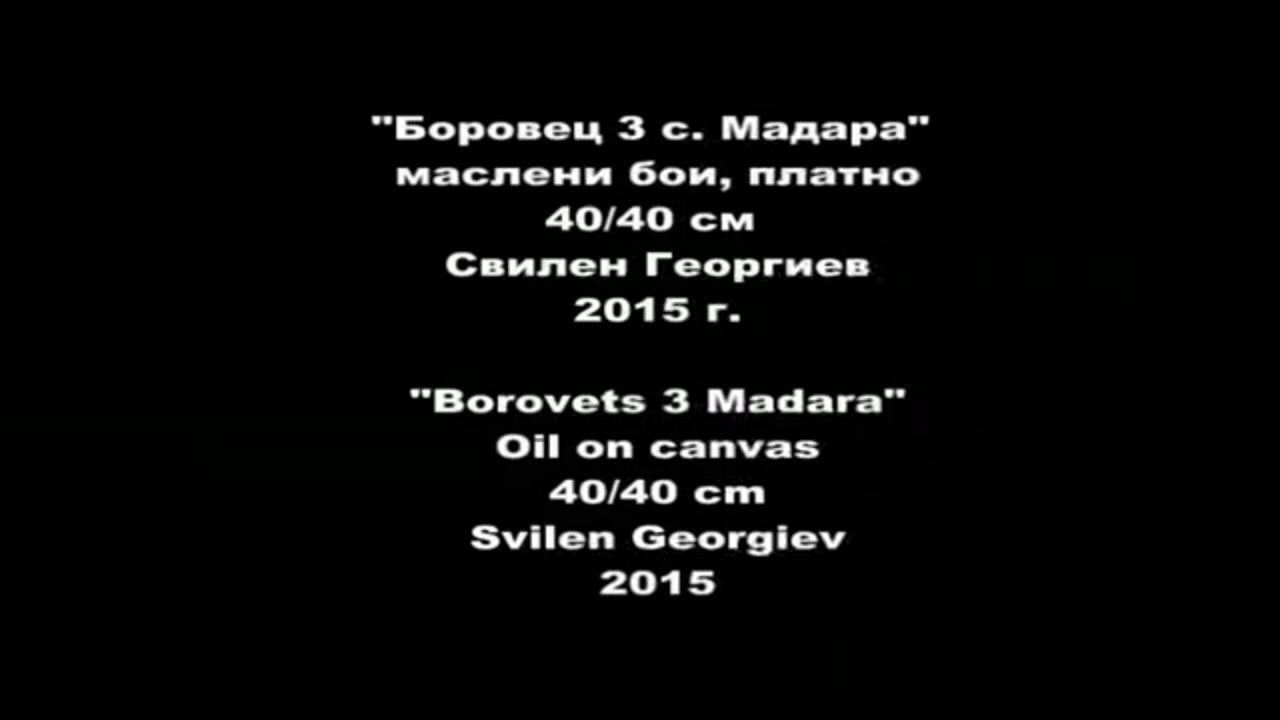 "Боровец 3 с. Мадара"
маслени бои, платно
40/40 см
Свилен Георгиев
2015 г.
"Borovets 3 Madara"
Oil on canvas
40/40 cm
Svilen Georgiev
2015